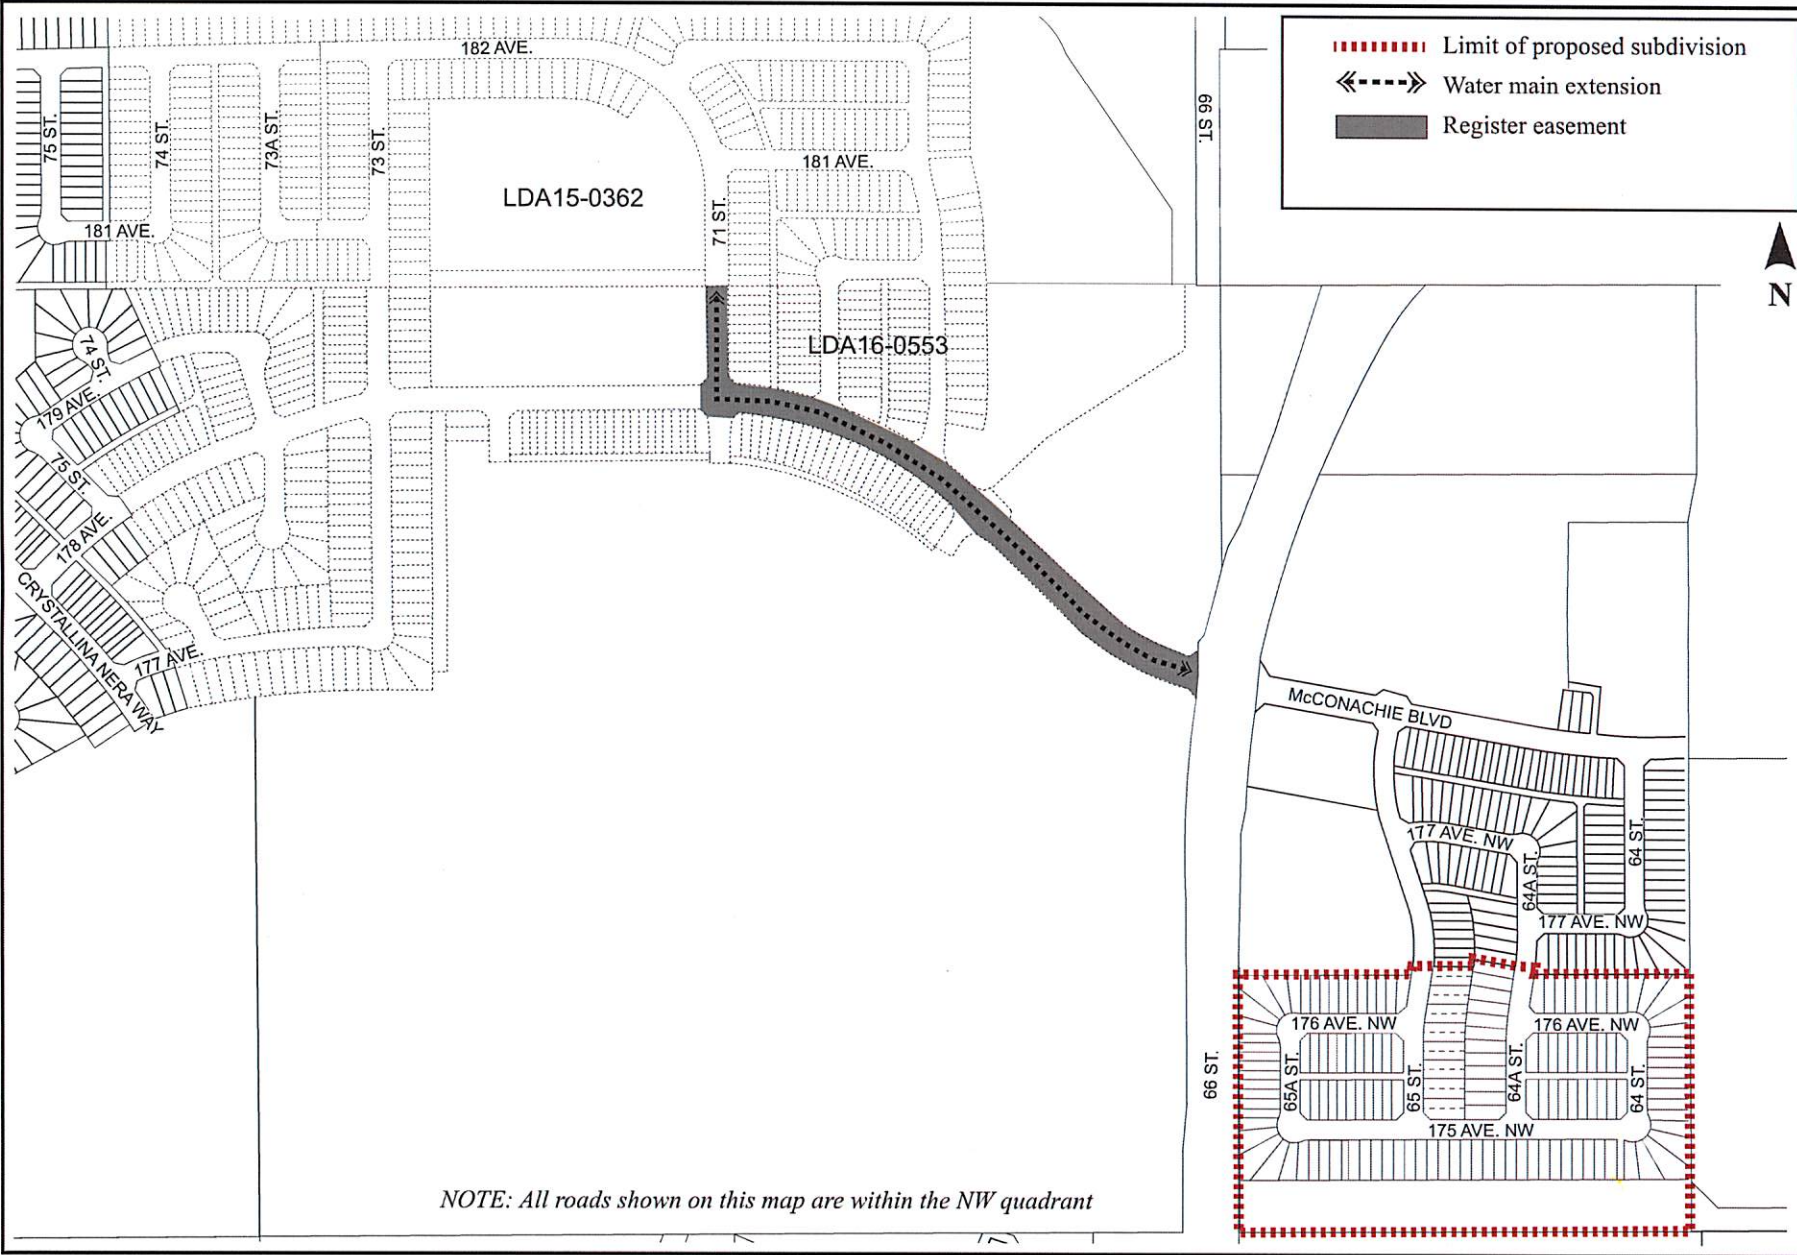 Limit of proposed subdivision
Water main extension
Register easement
N
182 AVE.
75 ST.
74 ST.
73A ST.
73 ST.
66 ST.
181 AVE.
LDA15-0362
71 ST.
181 AVE.
LDA16-0553
74 ST.
179 AVE.
75 ST.
178 AVE.
CRYSTALLINA NERA WAY
177 AVE.
McCONACHIE BLVD
177 AVE. NW
64A ST.
64 ST.
177 AVE. NW
176 AVE. NW
176 AVE. NW
66 ST.
65A ST.
65 ST.
64A ST.
64 ST.
175 AVE. NW
NOTE: All roads shown on this map are within the NW quadrant